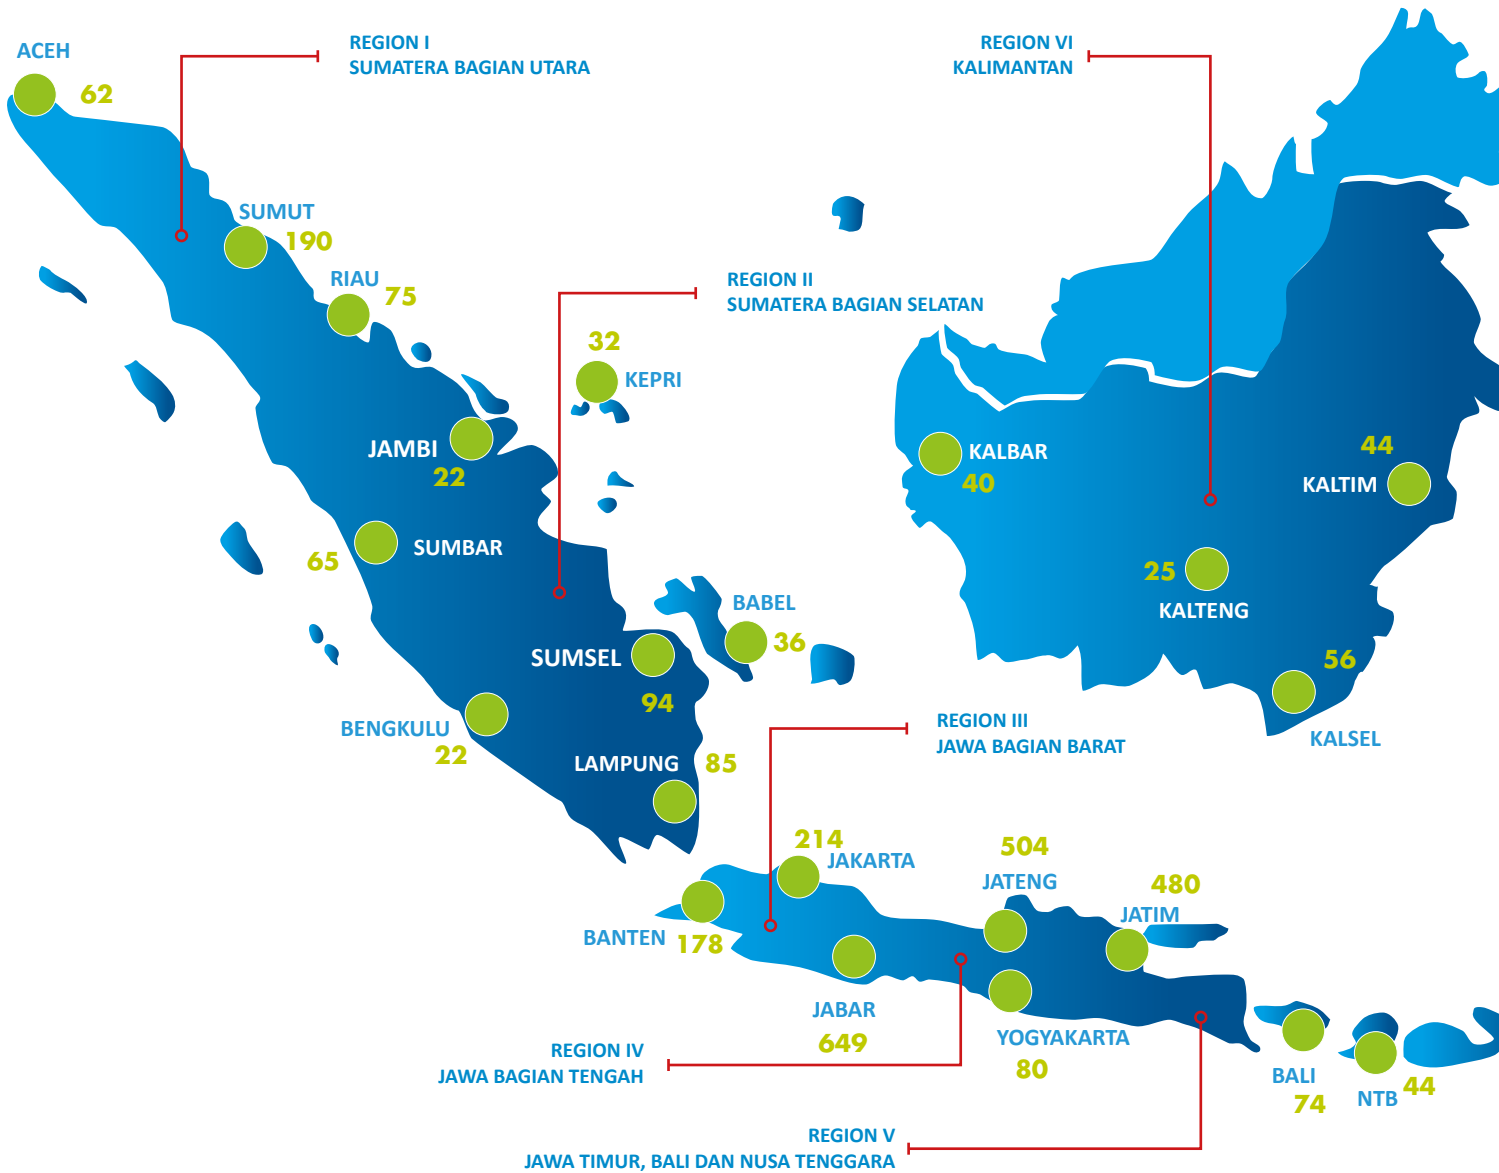 ACEH
62
REGION I
SUMATERA BAGIAN UTARA
REGION VI
KALIMANTAN
SUMUT
190
RIAU
75
REGION II
SUMATERA BAGIAN SELATAN
32
KEPRI
JAMBI
22
KALBAR
40
44
KALTIM
SUMBAR
65
25
KALTENG
BABEL
36
SUMSEL
94
56
KALSEL
BENGKULU
22
REGION III
JAWA BAGIAN BARAT
LAMPUNG
85
214
JAKARTA
504
JATENG
480
JATIM
BANTEN
178
JABAR
649
YOGYAKARTA
80
REGION IV
JAWA BAGIAN TENGAH
BALI
74
NTB
44
REGION V
JAWA TIMUR, BALI DAN NUSA TENGGARA